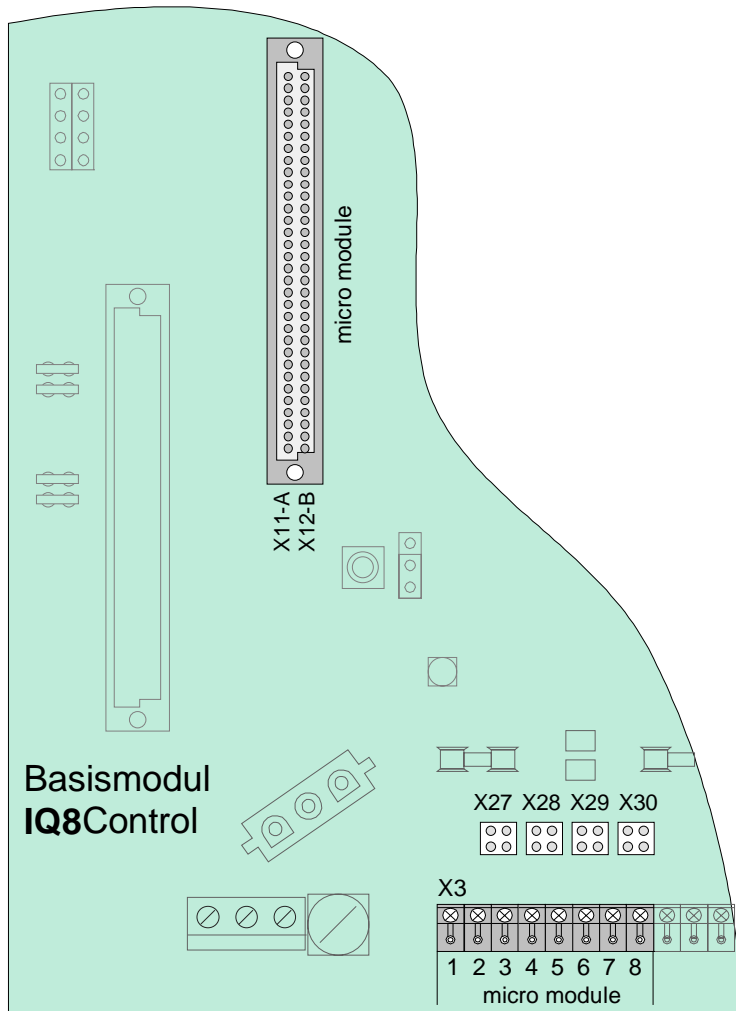 micro module
X11-A
X12-B
Basismodul
IQ8Control
X27 X28 X29 X30
X3
1 2 3 4 5 6 7 8
micro module